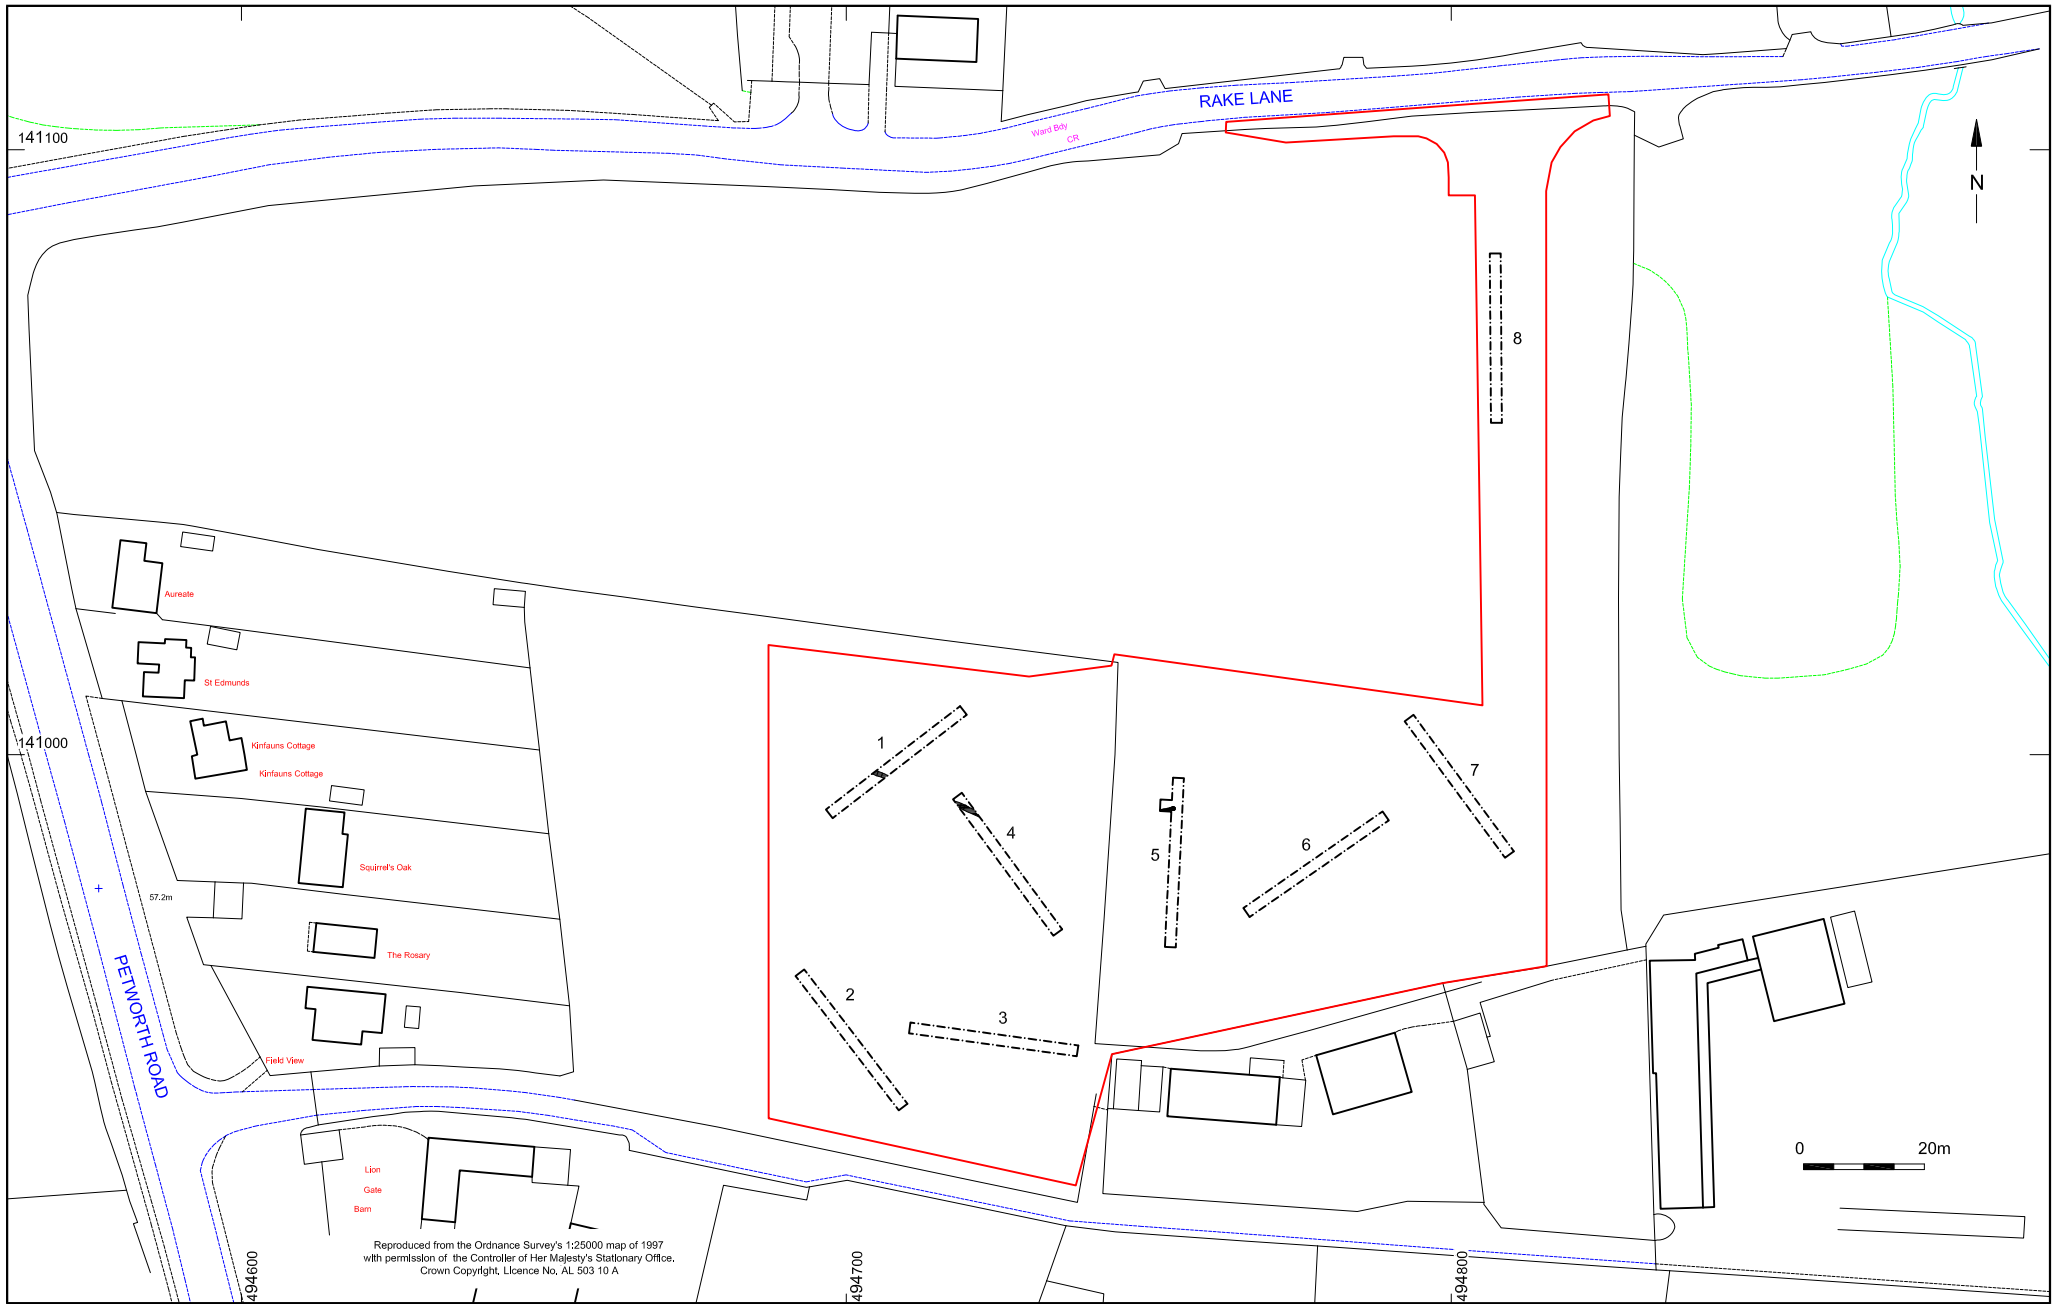 RAKE LANE
Ward Bdy
CR
141100
N
8
Aureate
St Edmunds
141000
Kinfauns Cottage
Kinfauns Cottage
1
7
4
6
5
Squirrel's Oak
57.2m
The Rosary
2
3
PETWORTH ROAD
Field View
0 20m
Lion
Gate
Barn
Reproduced from the Ordnance Survey's 1:25000 map of 1997
with permission of the Controller of Her Majesty's Stationary Office.
Crown Copyright, Licence No. AL 503 10 A
494600
494700
494800